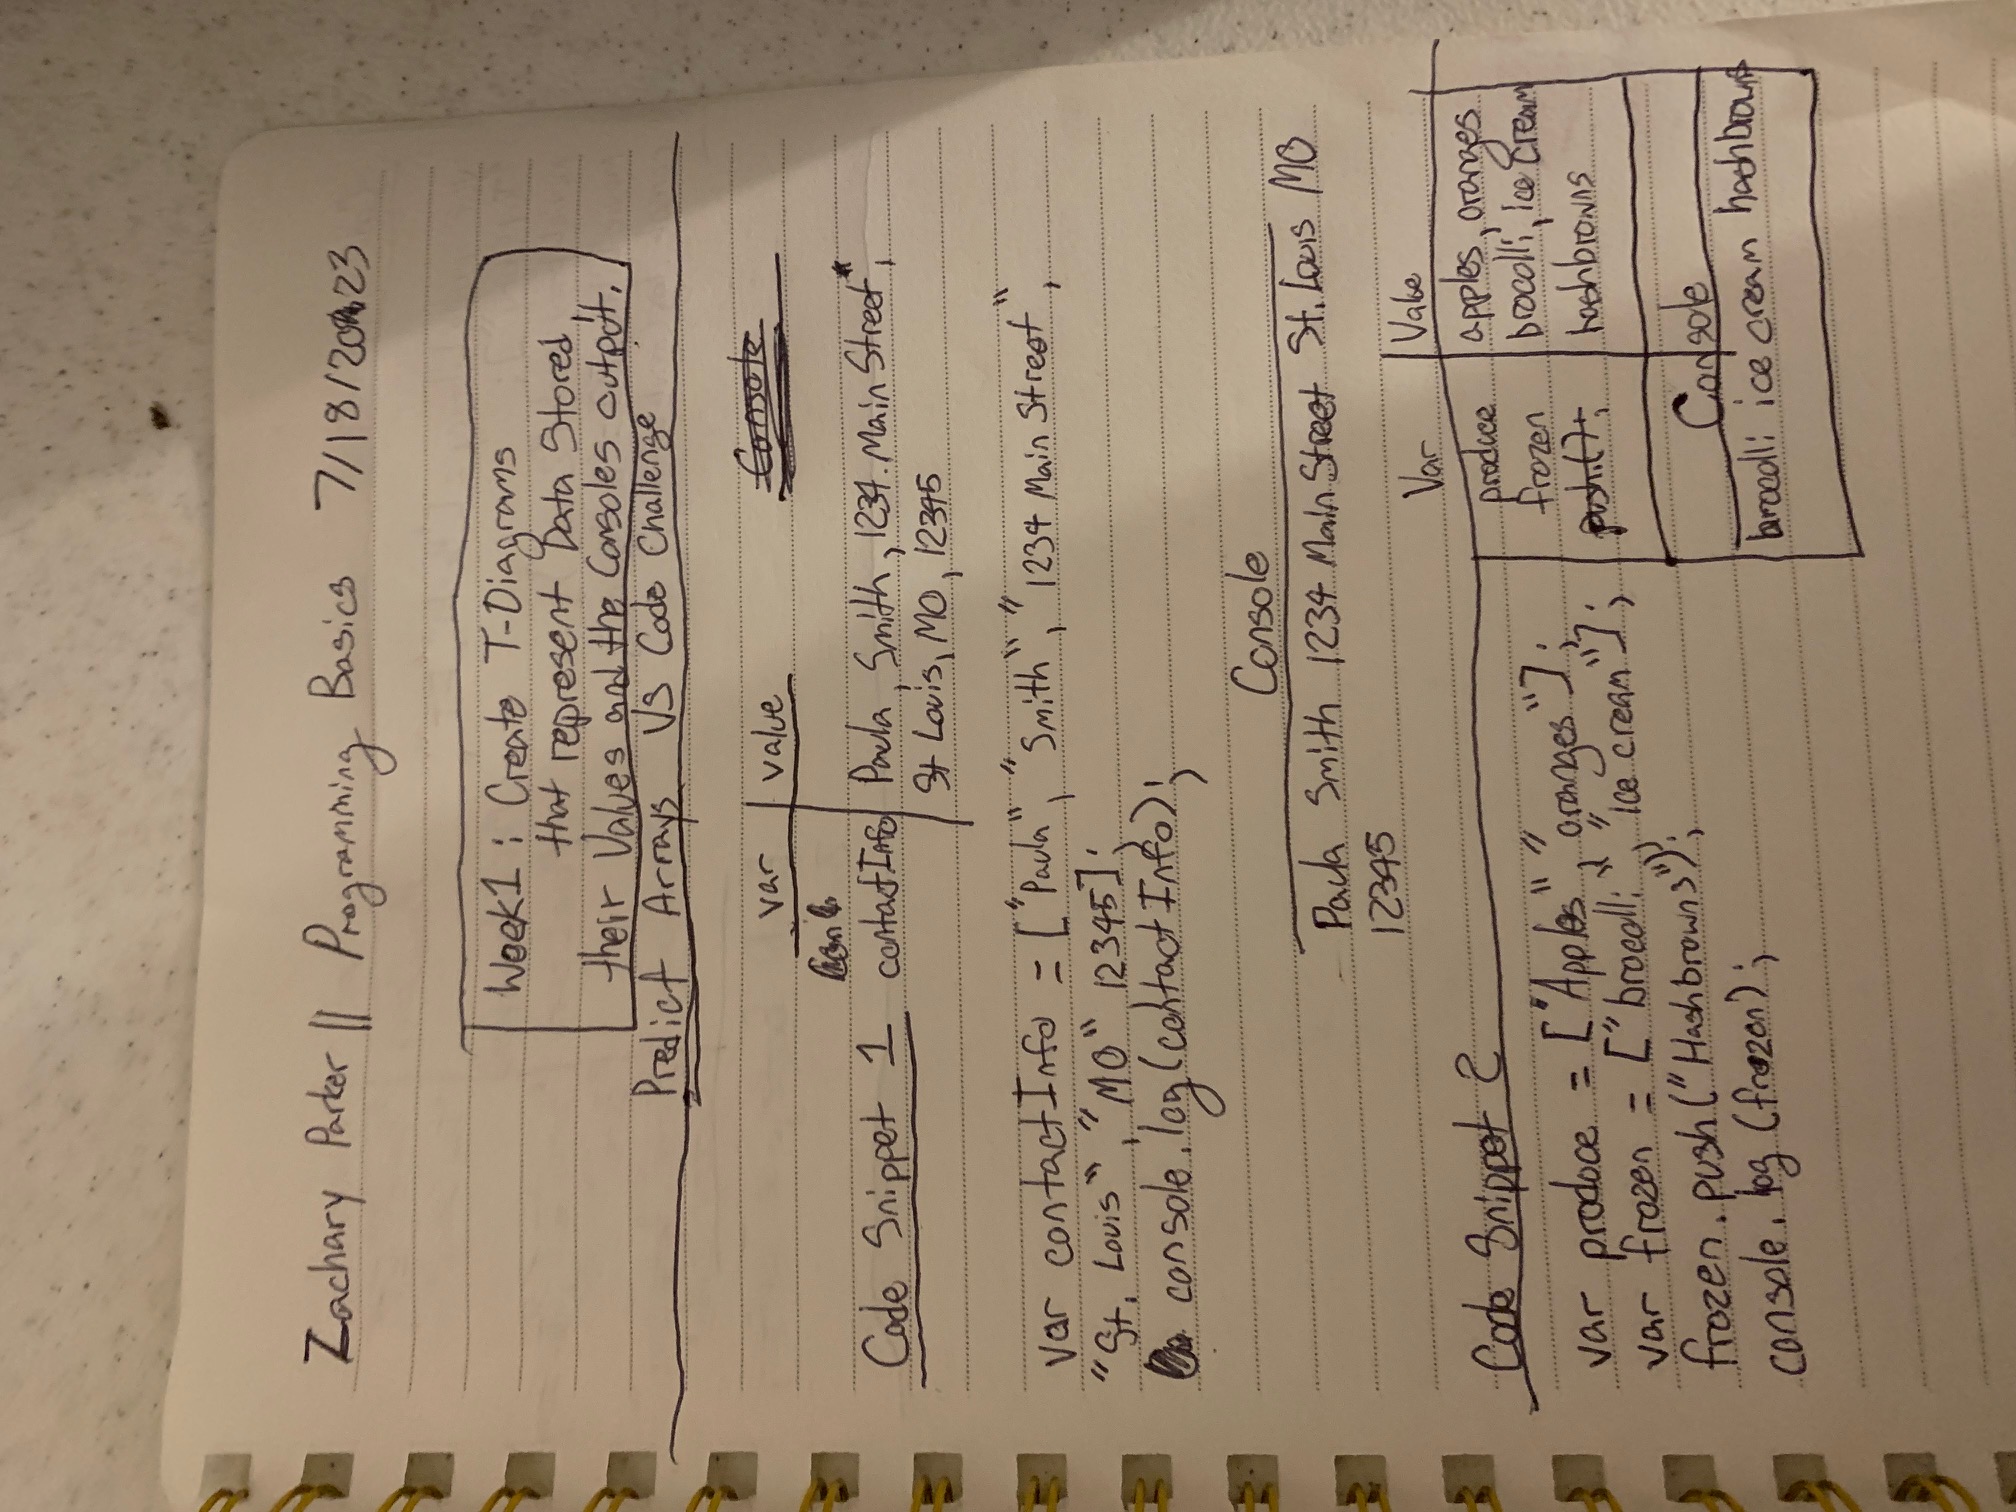 Zachary Parker || Programming Basics 7/18/2023
Week1: Create T-Diagrams
that represent Data Stored,
their Values and the Consoles output.
Predict Arrays VS Code Challenge
var | value
Console
Code Snippet 1 contactInfo | Paula, Smith, 1234 Main Street,
St Louis, MO, 12345
var contactInfo = ["Paula", "Smith", "1234 Main Street",
"St. Louis", "MO" 12345];
console.log(contactInfo);
Console
Paula Smith 1234 Main Street St. Louis MO
12345
Code Snippet 2
var produce = ["Apples", "oranges"];
var frozen = ["brocolli", "ice cream"];
frozen.push("Hashbrowns");
console.log(frozen);
Var | Value
produce | apples, oranges
frozen | brocolli, ice cream
push.(); | hashbrowns
Console
brocolli ice cream hashbrowns